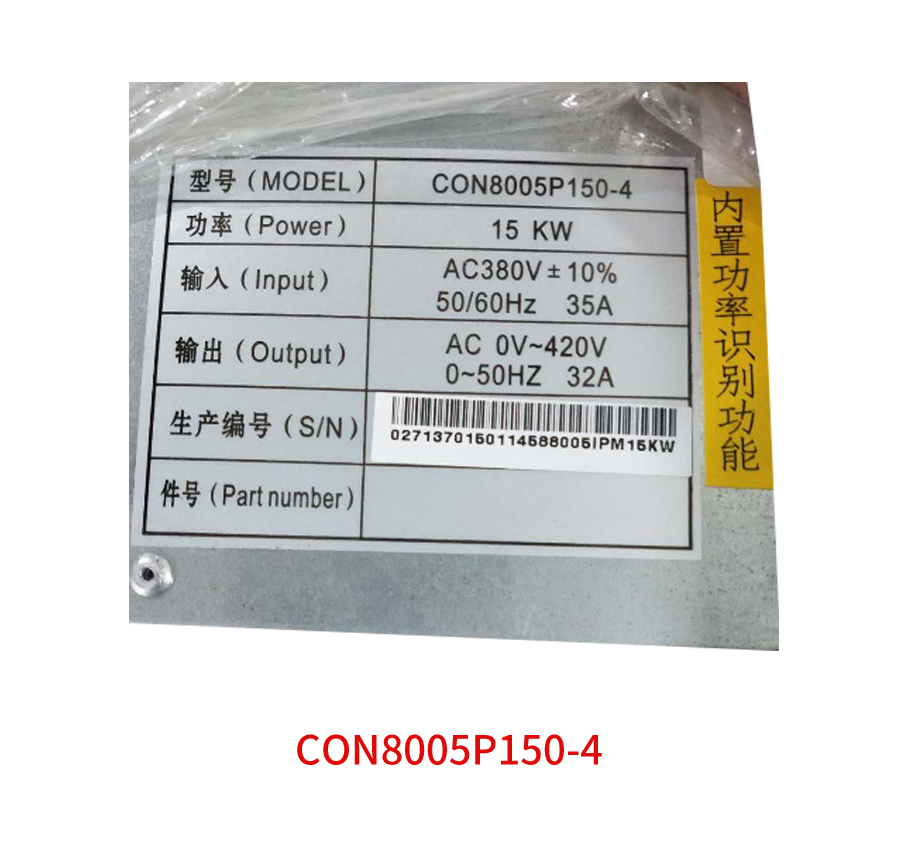 型号(MODEL) CON8005P150-4
功率(Power) 15 KW
输入(Input) AC380V±10%
50/60Hz 35A
输出(Output) AC 0V~420V
0~50HZ 32A
生产编号(S/N) 0271370150114588005IPM15KW
件号(Part number)
内置功率识别功能
CON8005P150-4